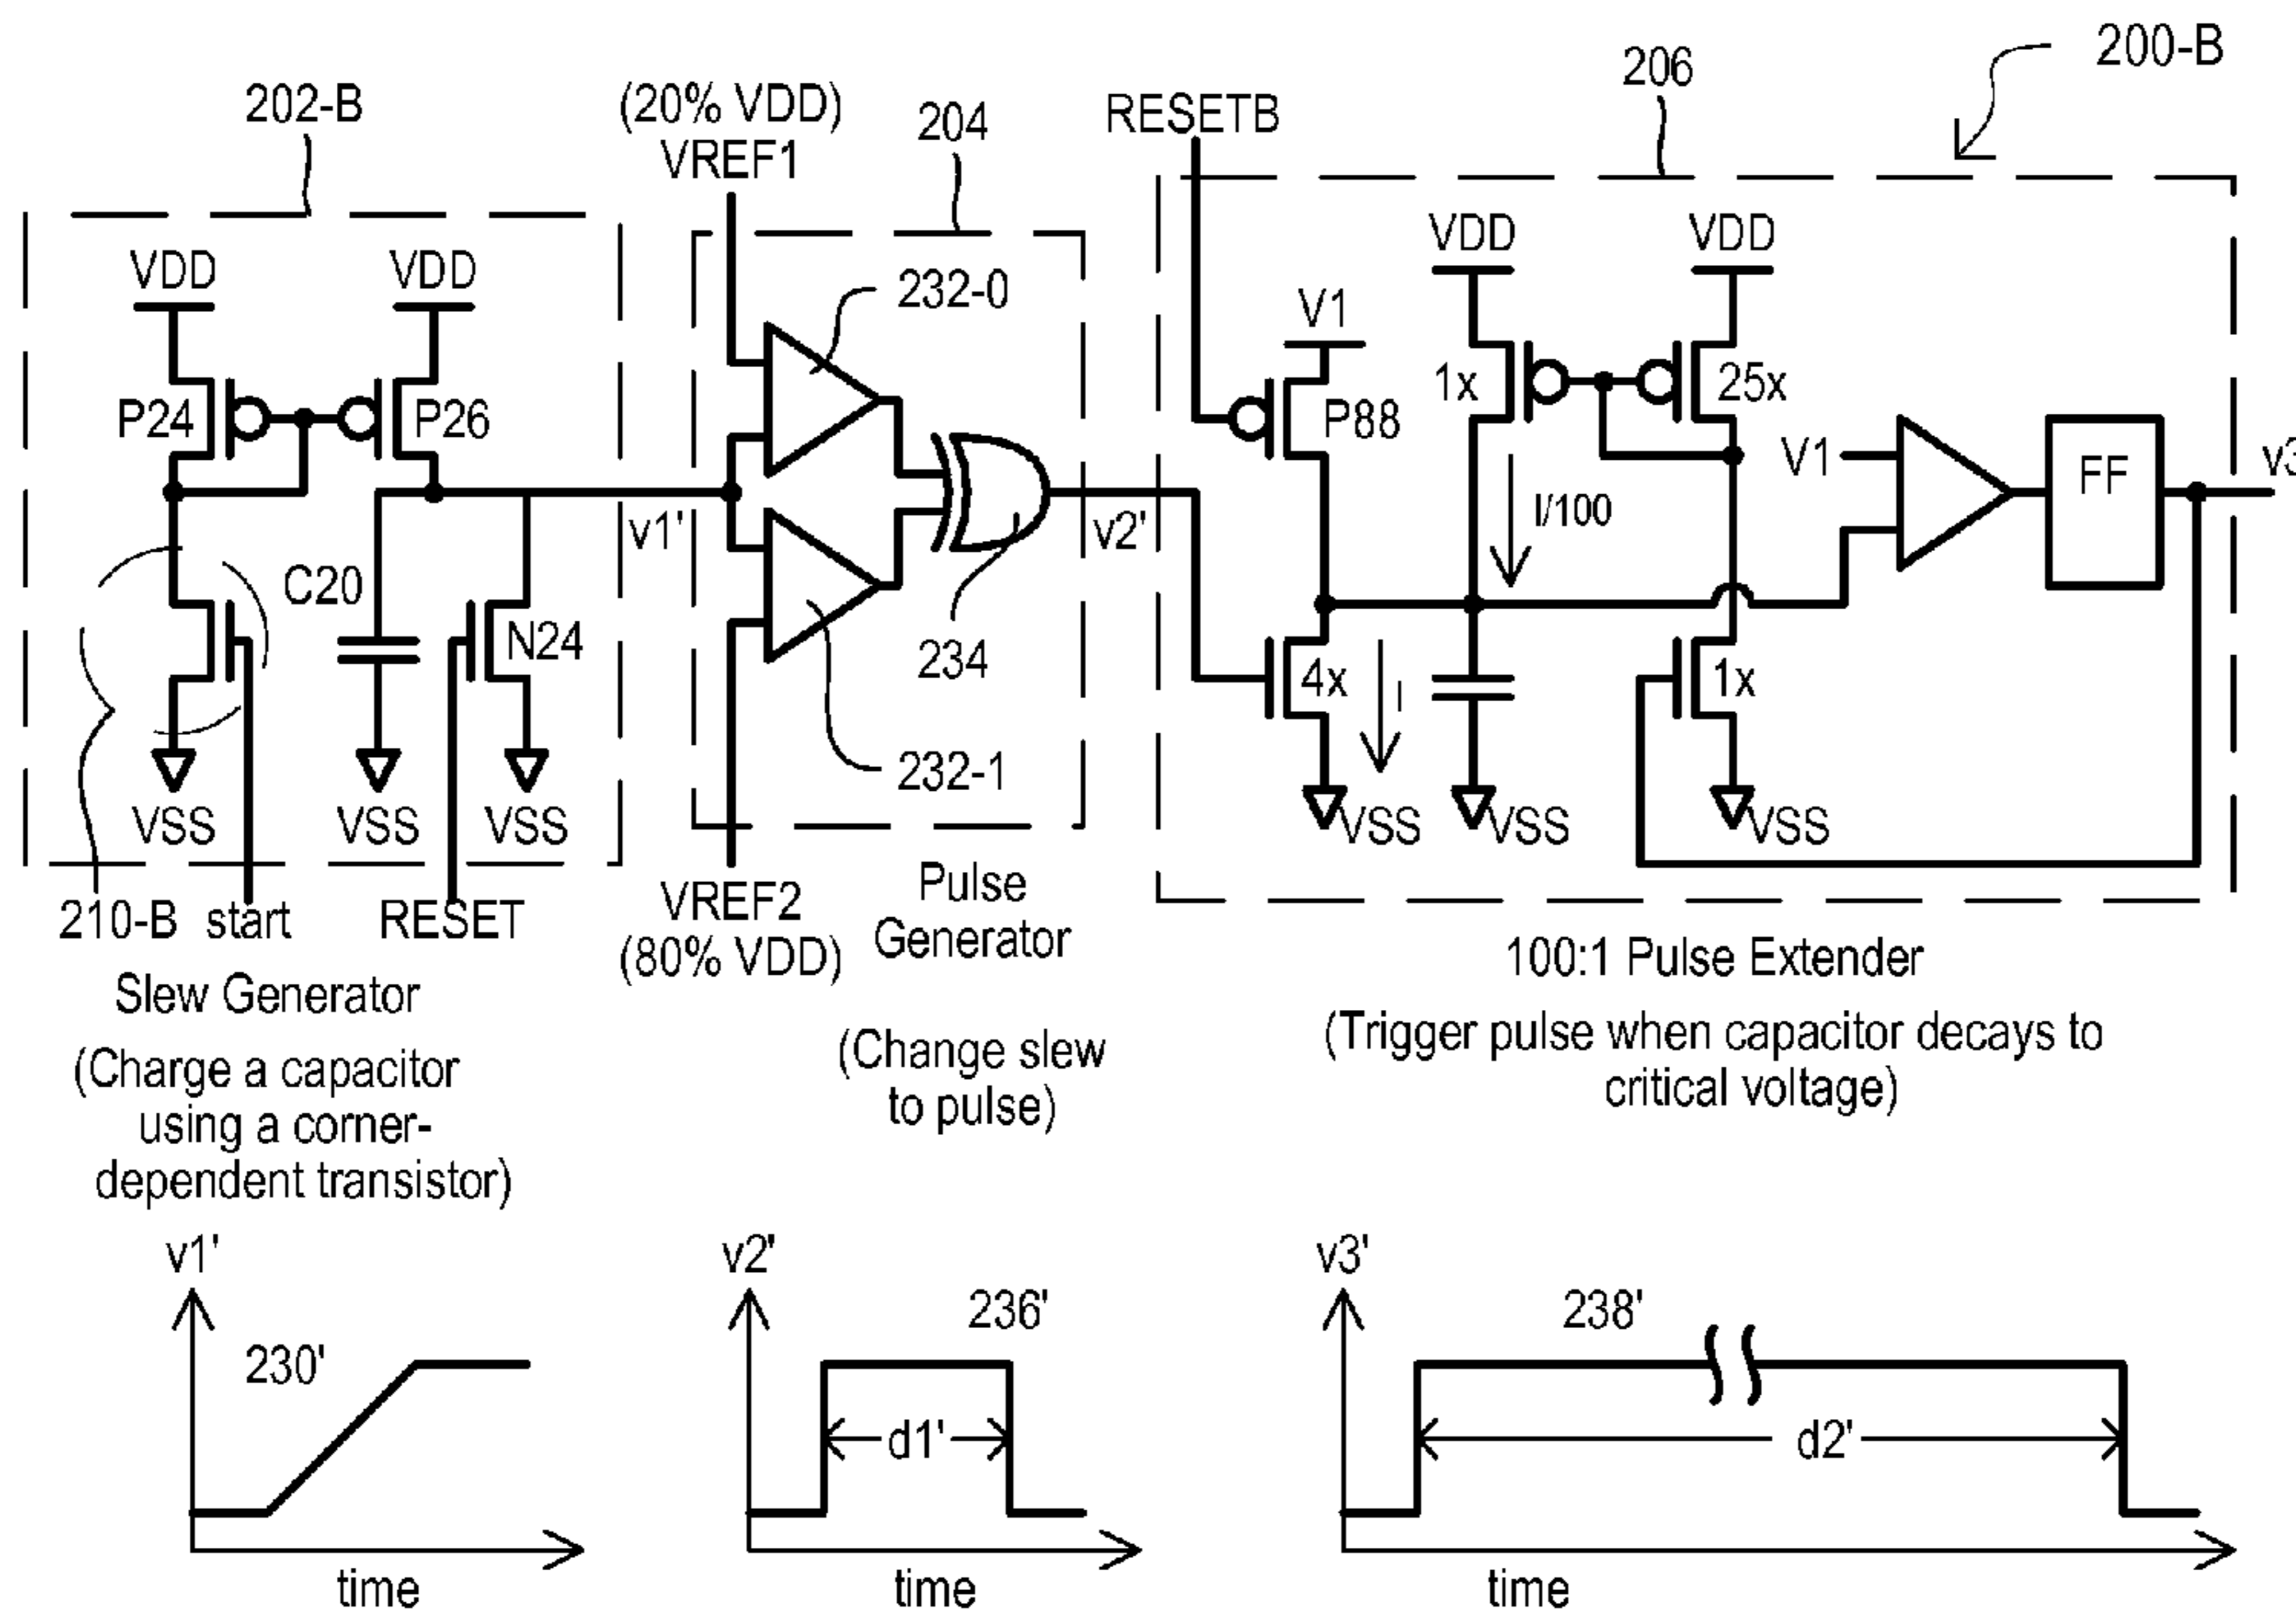 200-B
202-B
(20% VDD)
VREF1
204
RESETB
206
VDD
VDD
P24
P26
C20
N24
VSS
VSS
VSS
210-B
start
RESET
Slew Generator
(Charge a capacitor
using a corner-
dependent transistor)
v1'
232-0
232-1
234
VREF2
(80% VDD)
Pulse
Generator
(Change slew
to pulse)
v2'
V1
P88
VDD
VDD
1x
25x
I/100
4x
I
1x
VSS
VSS
VSS
V1
FF
v3
100:1 Pulse Extender
(Trigger pulse when capacitor decays to
critical voltage)
v1'
230'
time
v2'
236'
d1'
time
v3'
238'
d2'
time